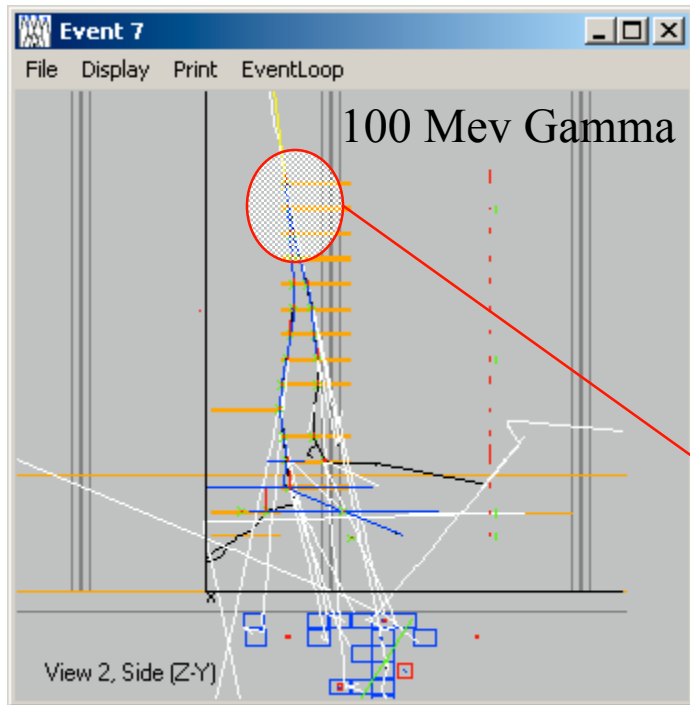 Event 7
File Display Print EventLoop
100 Mev Gamma
x
View 2, Side (Z-Y)